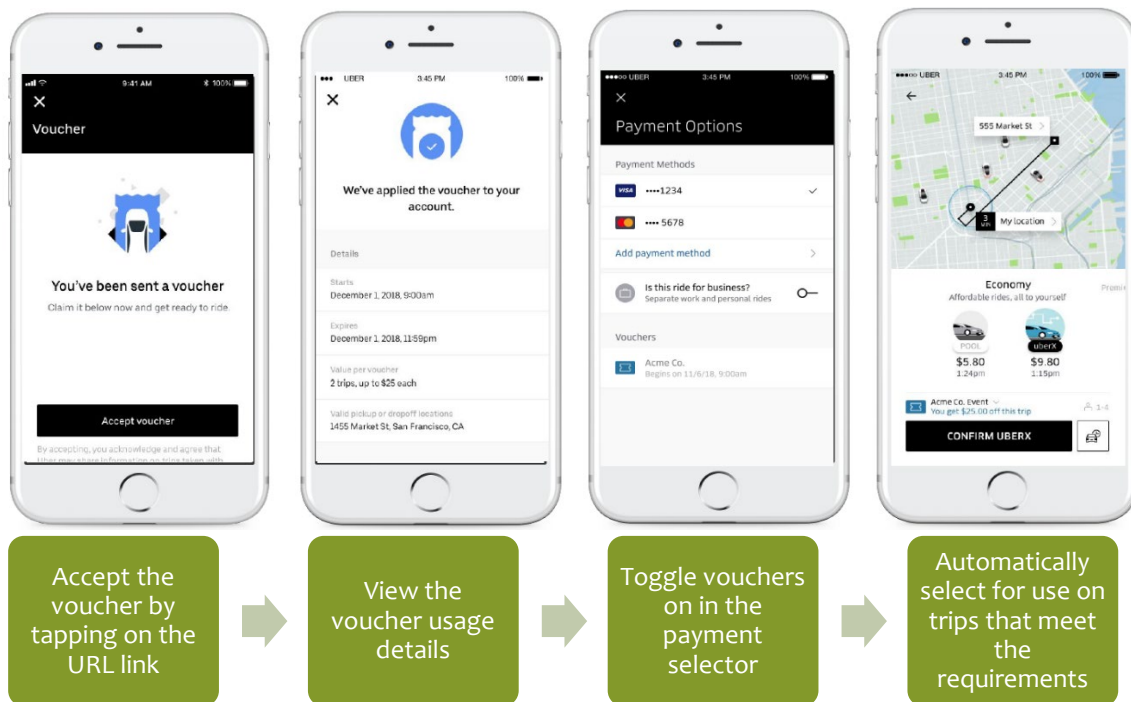 9:41 AM
100%
Voucher
You've been sent a voucher
Claim it below now and get ready to ride
Accept voucher
By accepting, you acknowledge and agree that
Uber may share information on trips taken with
UBER
3:45 PM
100%
We've applied the voucher to your
account.
Details
Starts
December 1, 2018, 9:00am
Expires
December 1, 2018, 11:59pm
Value per voucher
2 trips, up to $25 each
Valid pickup or dropoff locations
1455 Market St, San Francisco, CA
UBER
3:45 PM
100%
Payment Options
Payment Methods
VISA ••••1234
•••• 5678
Add payment method
Is this ride for business?
Separate work and personal rides
Vouchers
Acme Co.
Begins on 11/6/18, 9:00am
UBER
3:45 PM
100%
555 Market St
3 MIN
My location
Economy
Premi
Affordable rides, all to yourself
POOL
uberX
$5.80
$9.80
1:24pm
1:15pm
Acme Co. Event
You get $25.00 off this trip
1-4
CONFIRM UBERX
Accept the
voucher by
tapping on the
URL link
View the
voucher usage
details
Toggle vouchers
on in the
payment
selector
Automatically
select for use on
trips that meet
the
requirements